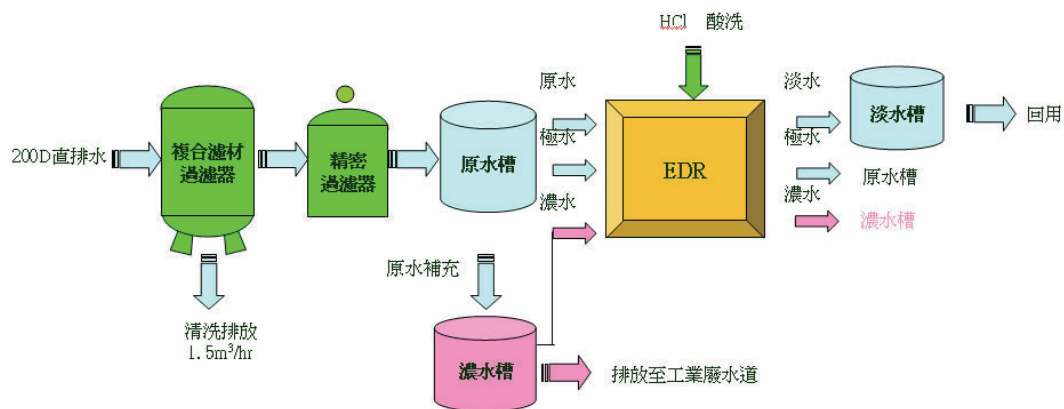 HCl 酸洗
原水
淡水
200D直排水
複合濾材
過濾器
精密
過濾器
原水槽
極水
EDR
極水
淡水槽
回用
原水槽
濃水
濃水
濃水槽
原水補充
清洗排放
1.5m³/hr
濃水槽
排放至工業廢水道